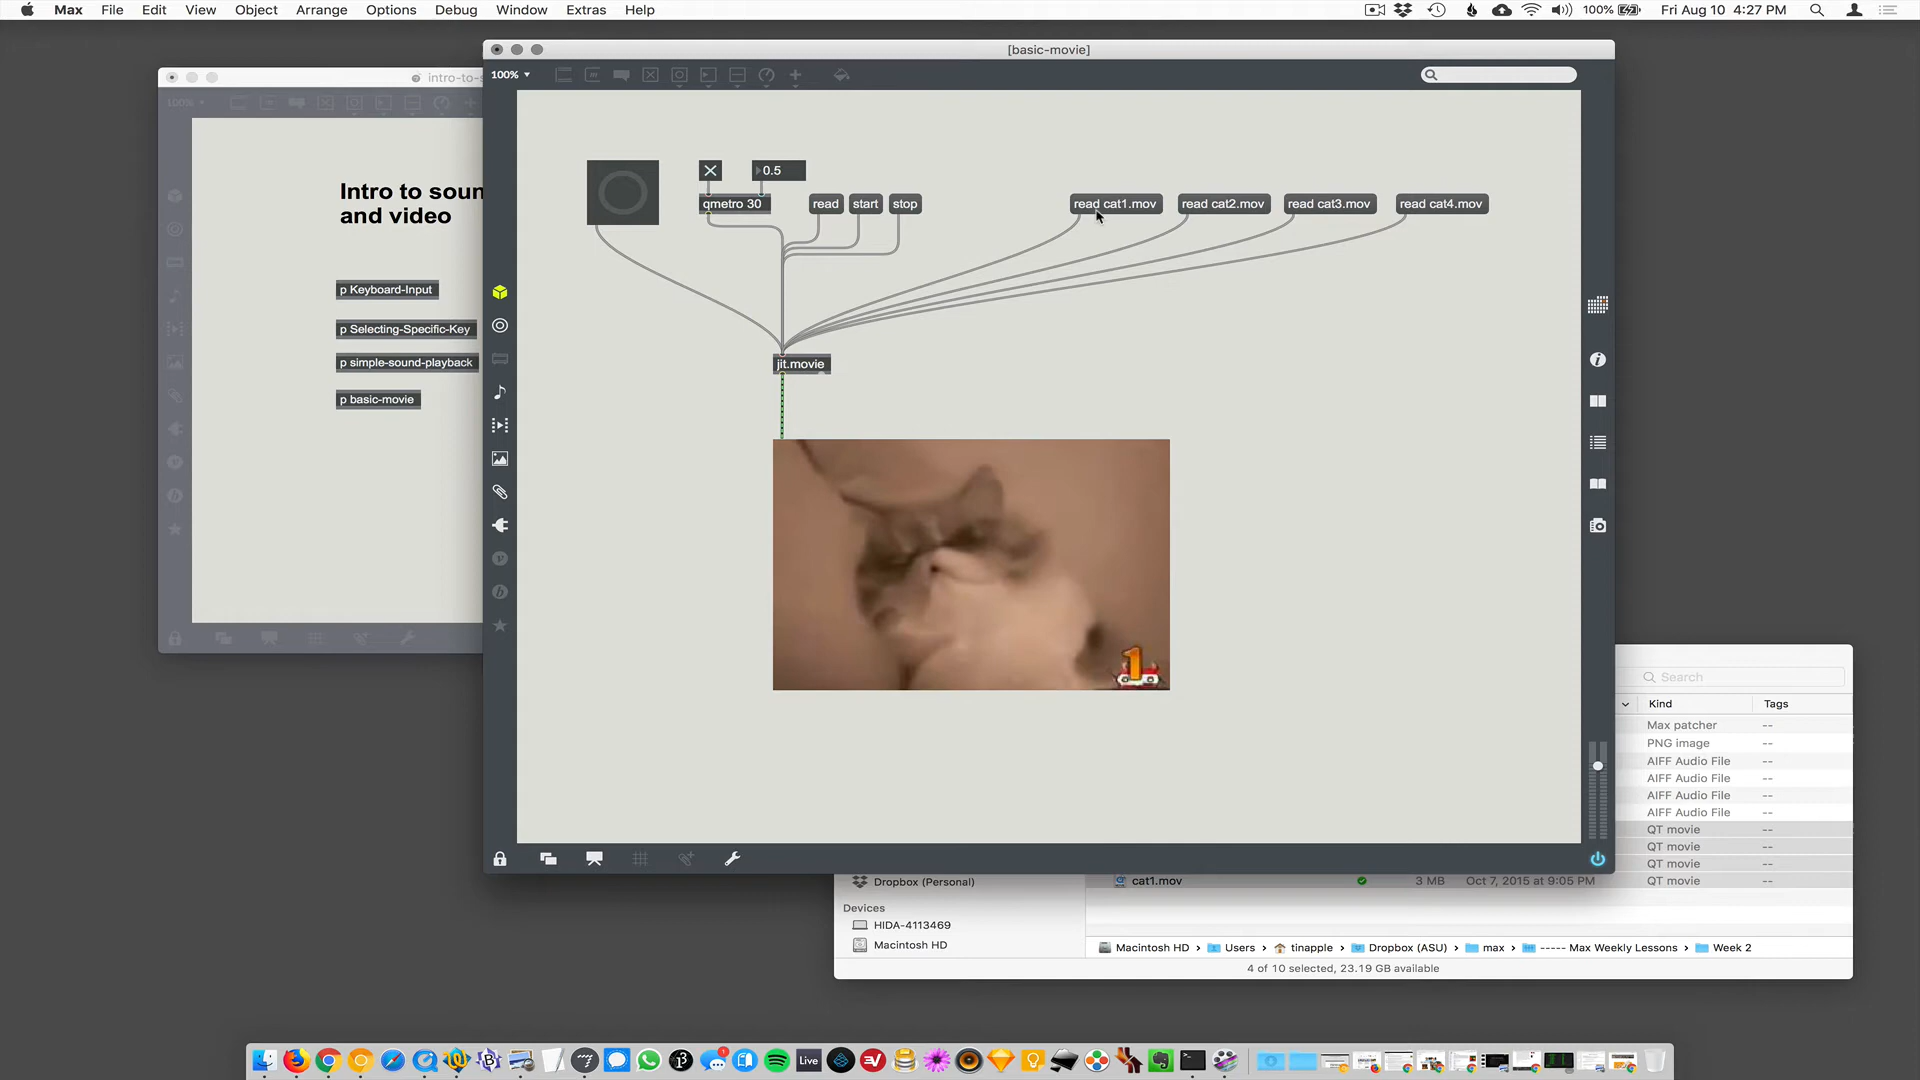 Max File Edit View Object Arrange Options Debug Window Extras Help
100% Fri Aug 10 4:27 PM
[basic-movie]
intro-to-s
100%
100%
0.5
qmetro 30
read
start
stop
read cat1.mov
read cat2.mov
read cat3.mov
read cat4.mov
Intro to soun
and video
p Keyboard-Input
p Selecting-Specific-Key
p simple-sound-playback
p basic-movie
jit.movie
1
Search
Kind Tags
Max patcher --
PNG image --
AIFF Audio File --
AIFF Audio File --
AIFF Audio File --
AIFF Audio File --
QT movie --
QT movie --
QT movie --
Dropbox (Personal)
cat1.mov 3 MB Oct 7, 2015 at 9:05 PM QT movie --
Devices
HIDA-4113469
Macintosh HD
Macintosh HD › Users › tinapple › Dropbox (ASU) › max › ----- Max Weekly Lessons › Week 2
4 of 10 selected, 23.19 GB available
Live